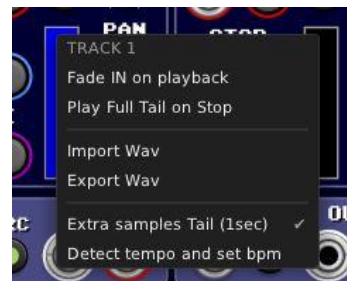 PAN
STOP
TRACK 1
Fade IN on playback
Play Full Tail on Stop
Import Wav
Export Wav
Extra samples Tail (1sec) ✓
Detect tempo and set bpm